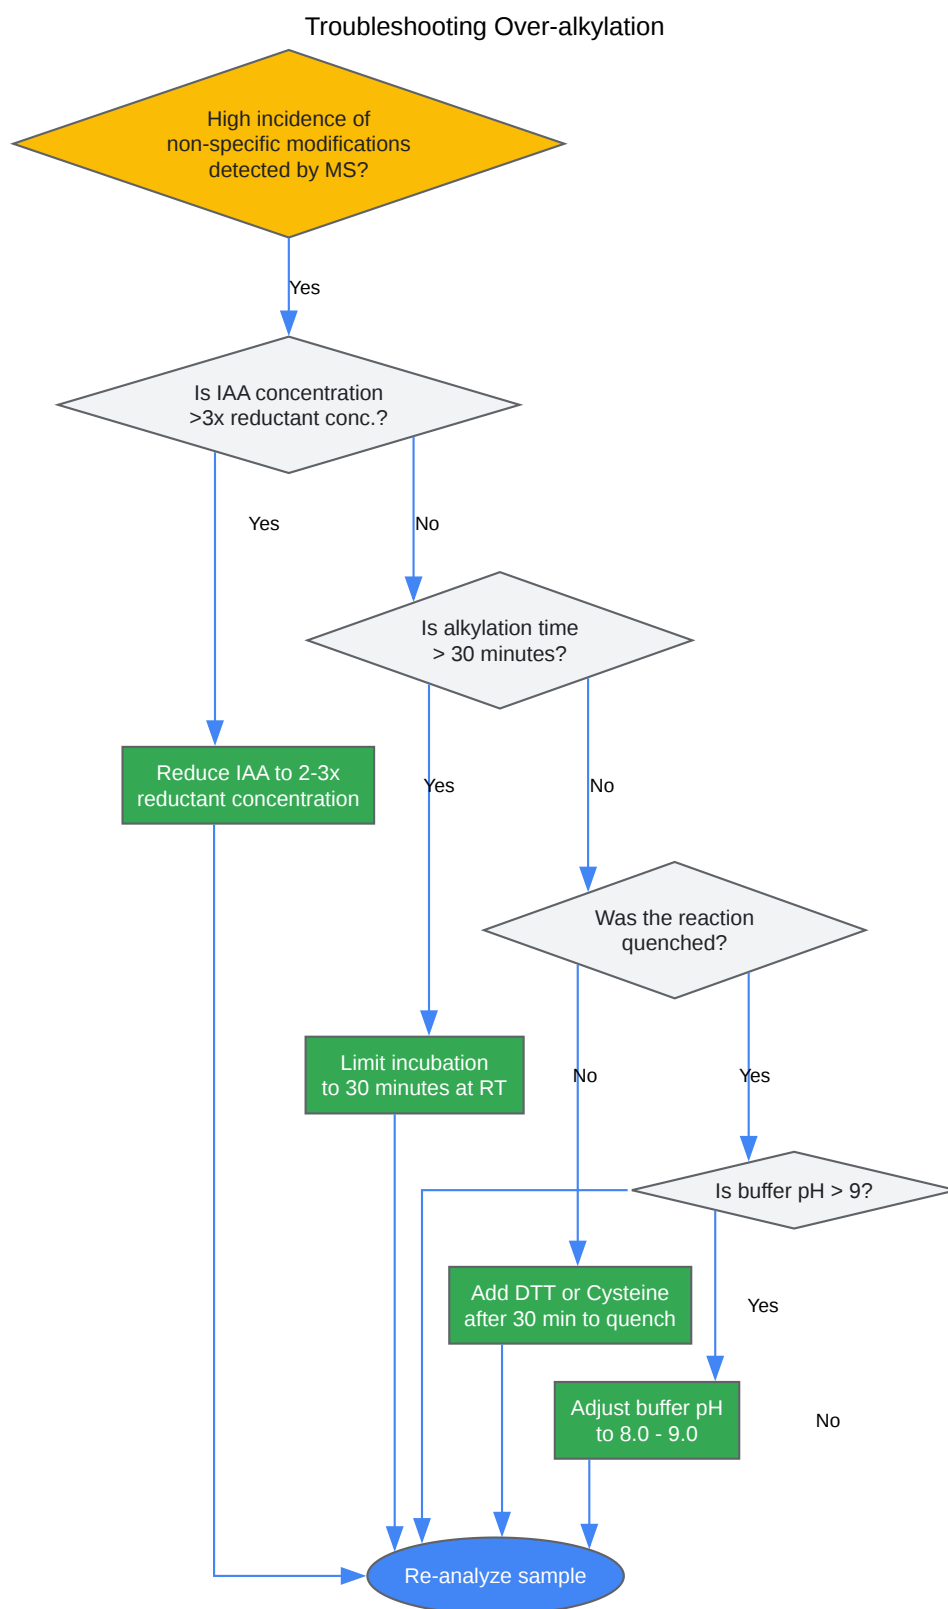 Troubleshooting Over-alkylation
High incidence of
non-specific modifications
detected by MS?
Yes
Is IAA concentration
>3x reductant conc.?
Yes
No
Is alkylation time
> 30 minutes?
Reduce IAA to 2-3x
reductant concentration
Yes
No
Was the reaction
quenched?
Limit incubation
to 30 minutes at RT
No
Yes
Is buffer pH > 9?
Add DTT or Cysteine
after 30 min to quench
Yes
Adjust buffer pH
to 8.0 - 9.0
No
Re-analyze sample